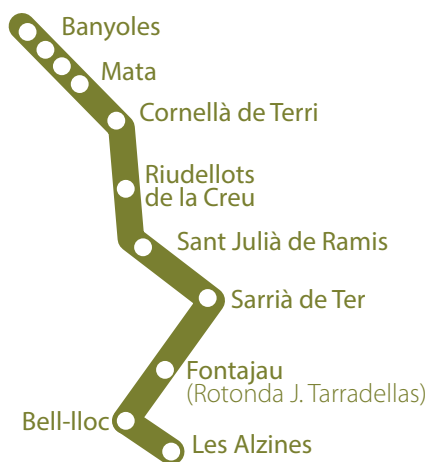 Banyoles
Mata
Cornellà de Terri
Riudellots
de la Creu
Sant Julià de Ramis
Sarrià de Ter
Fontajau
(Rotonda J. Tarradellas)
Bell-lloc
Les Alzines